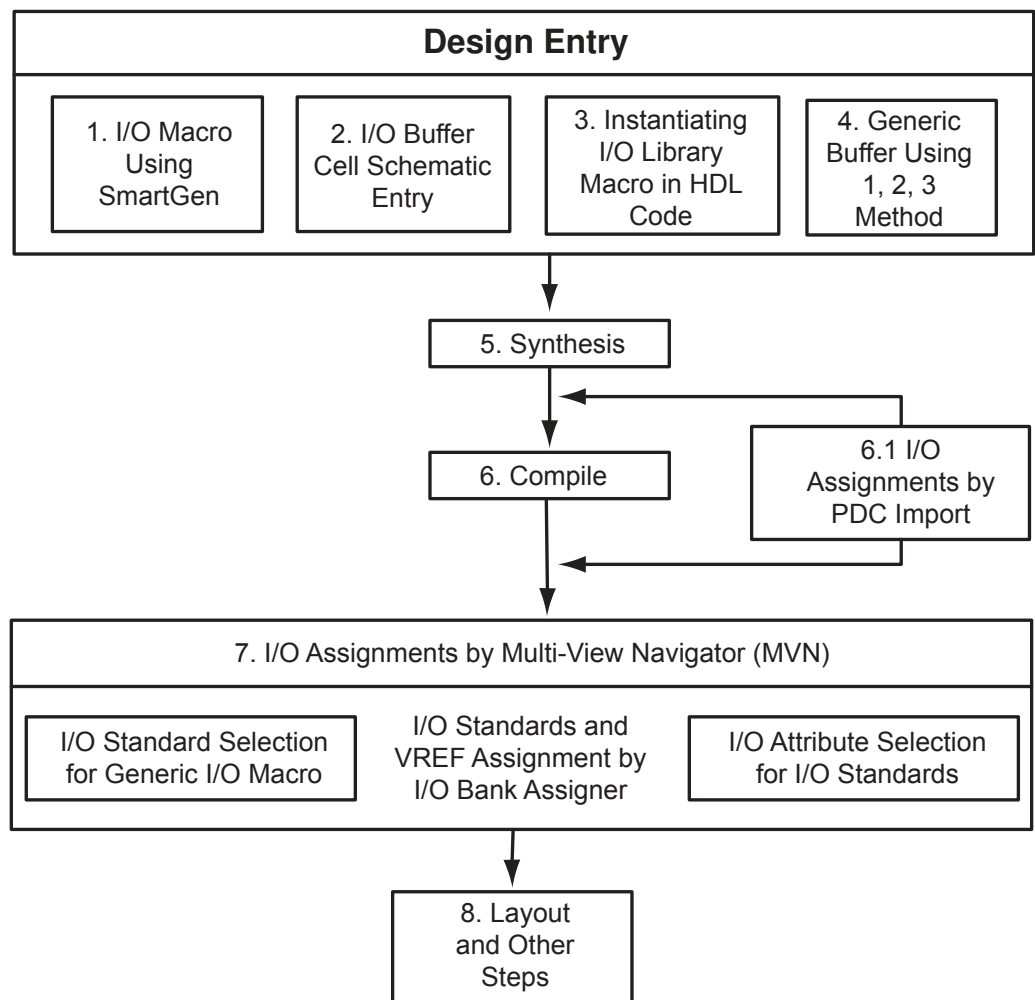 Design Entry
1. I/O Macro
Using
SmartGen
2. I/O Buffer
Cell Schematic
Entry
3. Instantiating
I/O Library
Macro in HDL
Code
4. Generic
Buffer Using
1, 2, 3
Method
5. Synthesis
6. Compile
6.1 I/O
Assignments by
PDC Import
7. I/O Assignments by Multi-View Navigator (MVN)
I/O Standard Selection
for Generic I/O Macro
I/O Standards and
VREF Assignment by
I/O Bank Assigner
I/O Attribute Selection
for I/O Standards
8. Layout
and Other
Steps